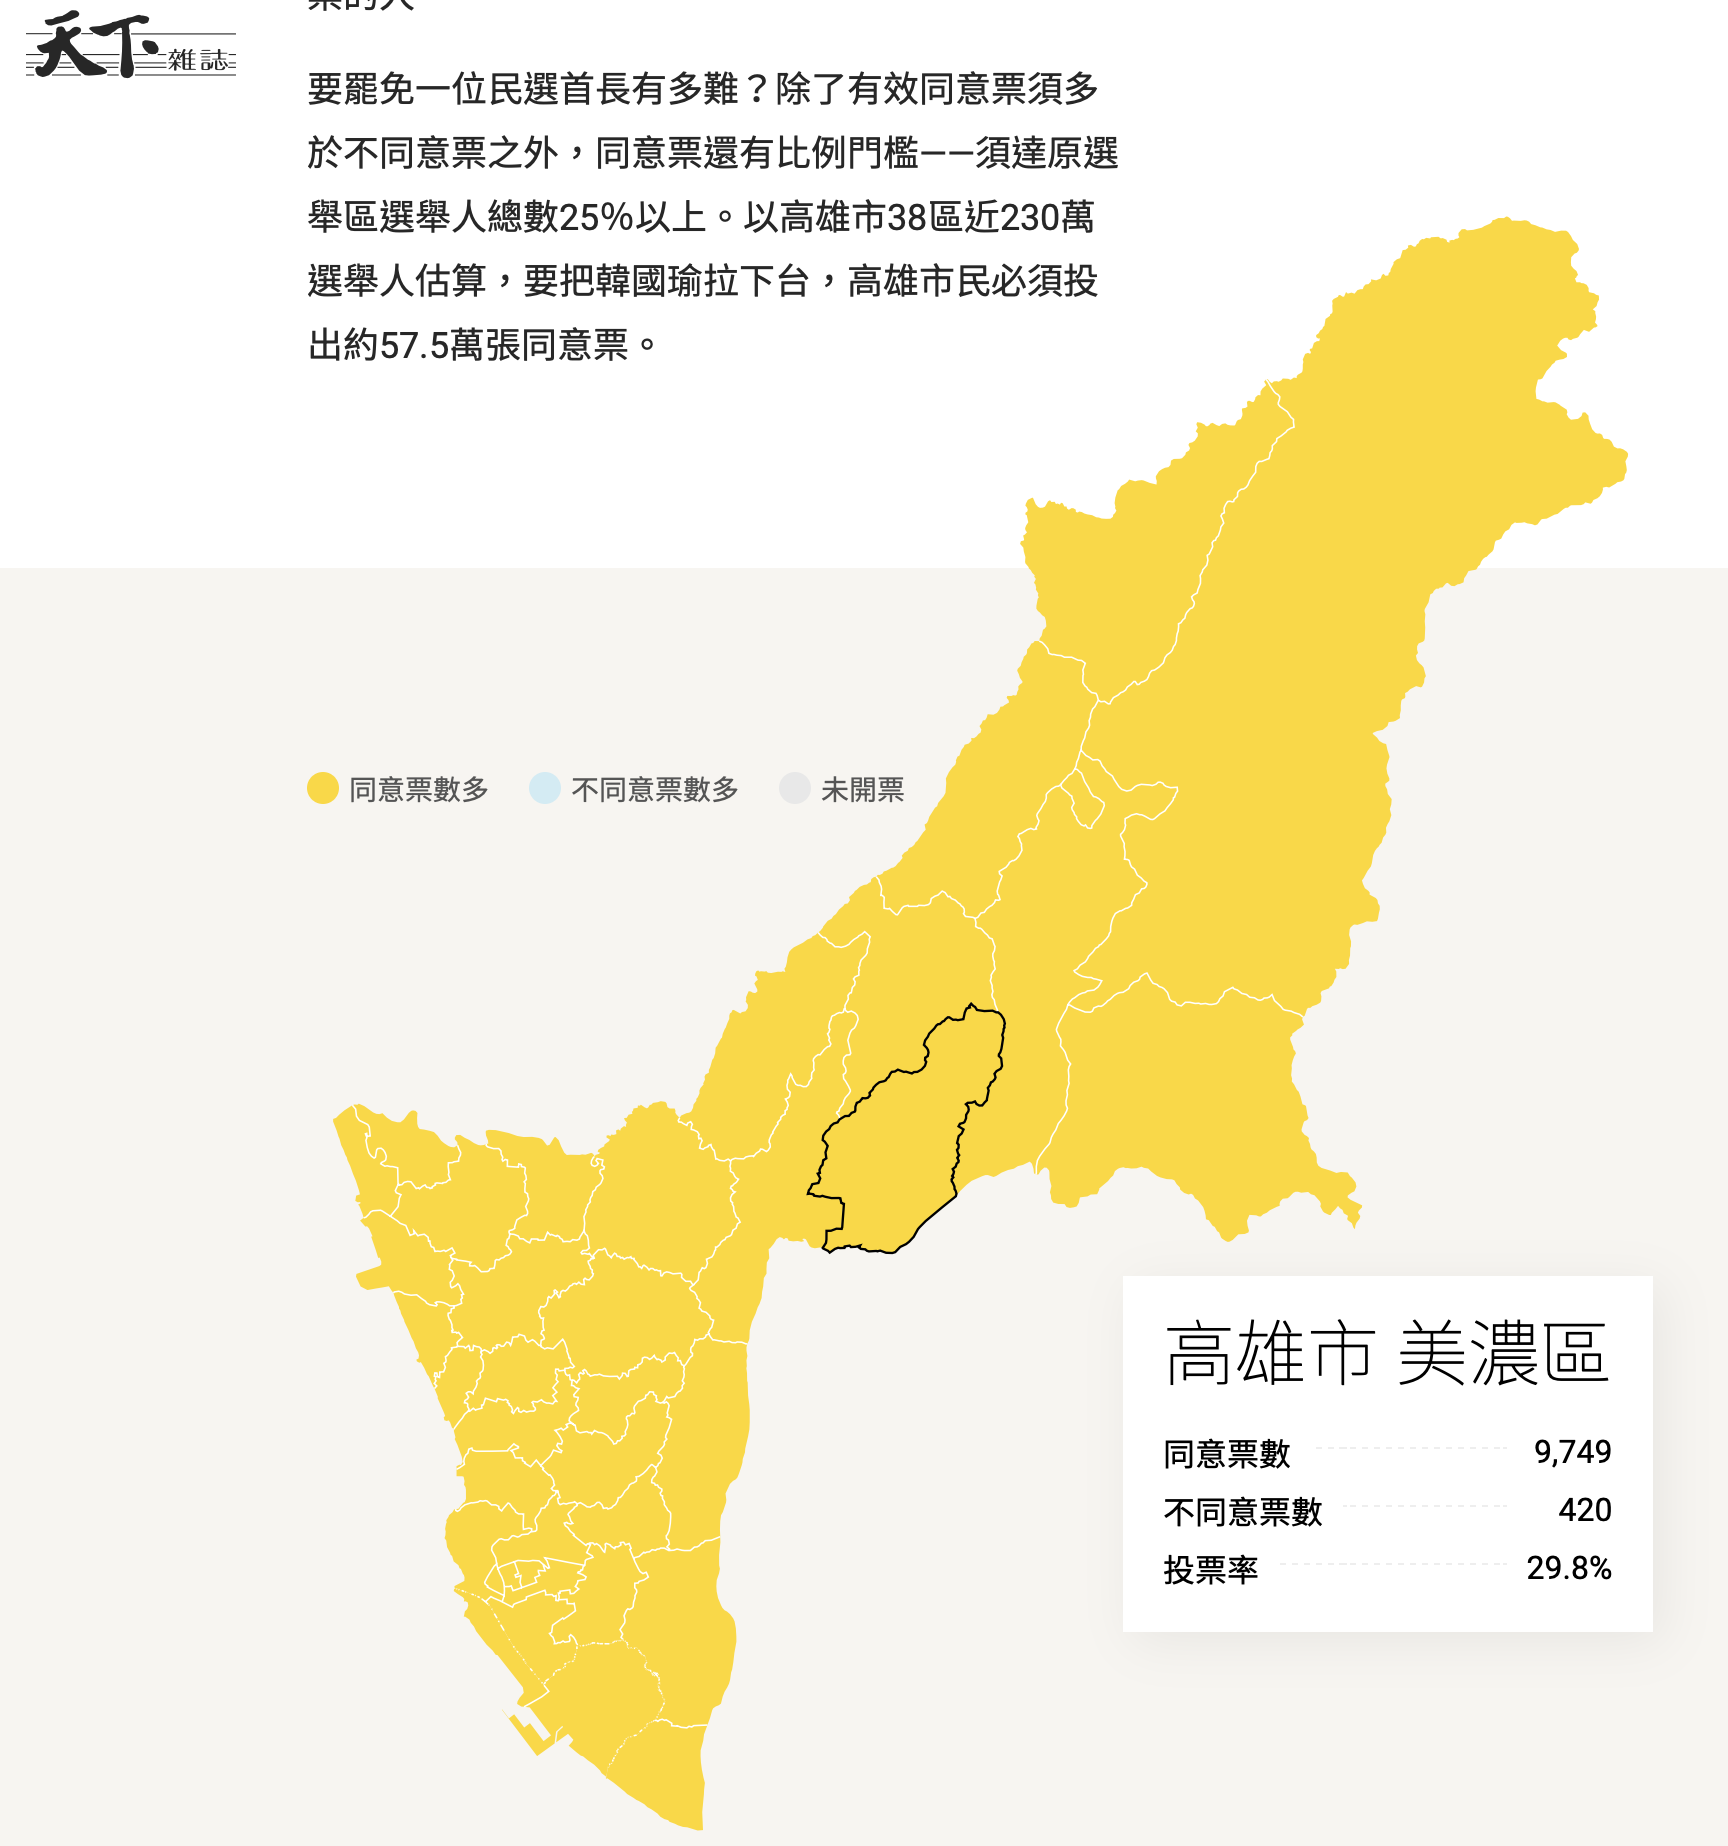 天下雜誌
票的人
要罷免一位民選首長有多難？除了有效同意票須多
於不同意票之外，同意票還有比例門檻——須達原選
舉區選舉人總數25%以上。以高雄市38區近230萬
選舉人估算，要把韓國瑜拉下台，高雄市民必須投
出約57.5萬張同意票。
同意票數多 不同意票數多 未開票
高雄市 美濃區
同意票數 9,749
不同意票數 420
投票率 29.8%